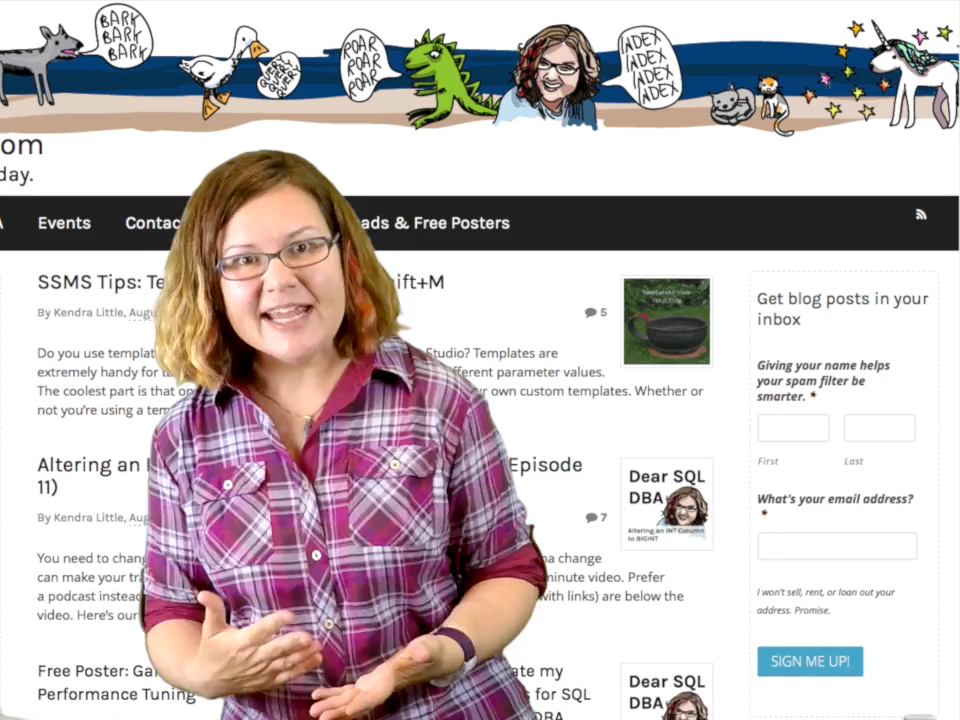 BARK
BARK
BARK
QUERY
QUERY
QUERY
ROAR
ROAR
ROAR
INDEX
INDEX
INDEX
INDEX
om
day.
A Events Contac ads & Free Posters
SSMS Tips: Te ift+M
By Kendra Little, Augu 5
Do you use templat Studio? Templates are
extremely handy for t fferent parameter values.
The coolest part is that op r own custom templates. Whether or
not you're using a tem
Altering an I Episode
11)
By Kendra Little, Aug 7
You need to chang na change
can make your tra minute video. Prefer
a podcast instead with links) are below the
video. Here's our
Free Poster: Ga ate my
Performance Tuning s for SQL
DBA
Dear SQL
DBA
Altering an INT Column
to BIGINT
Dear SQL
DBA
Get blog posts in your
inbox
Giving your name helps
your spam filter be
smarter. *
First Last
What's your email address?
*
I won't sell, rent, or loan out your
address. Promise.
SIGN ME UP!